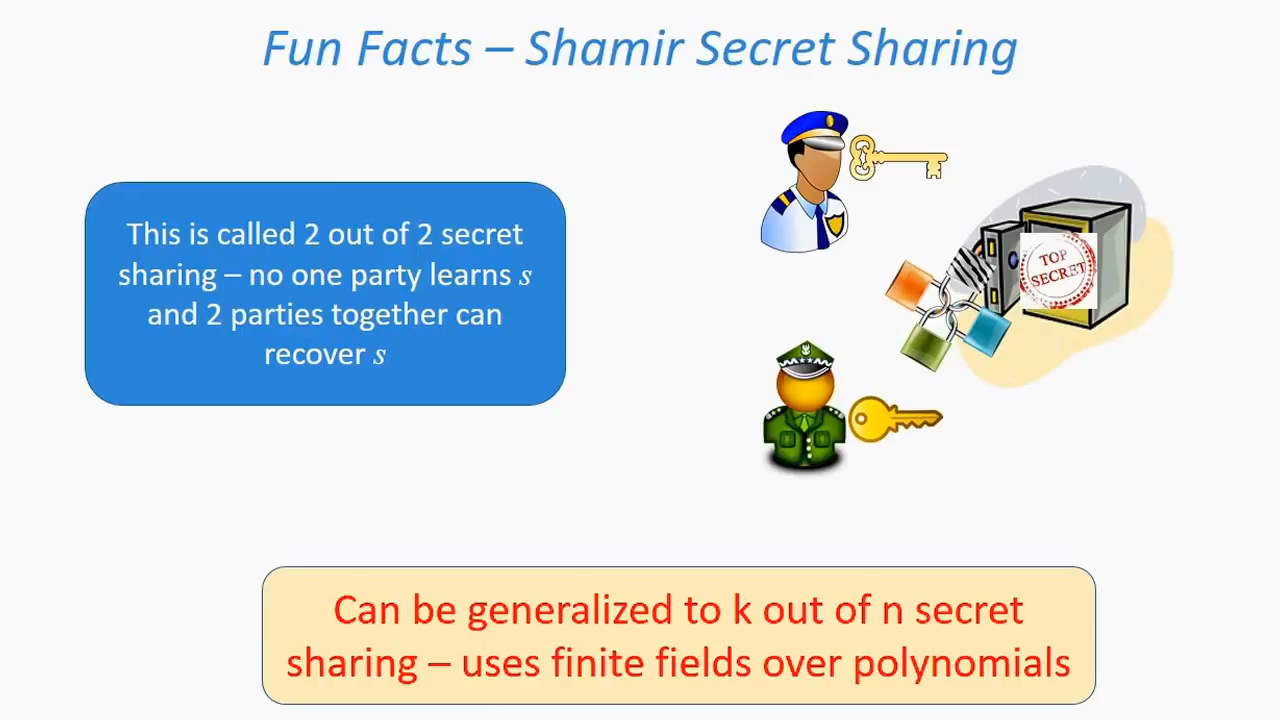 Fun Facts – Shamir Secret Sharing
This is called 2 out of 2 secret
sharing – no one party learns s
and 2 parties together can
recover s
TOP
SECRET
Can be generalized to k out of n secret
sharing – uses finite fields over polynomials